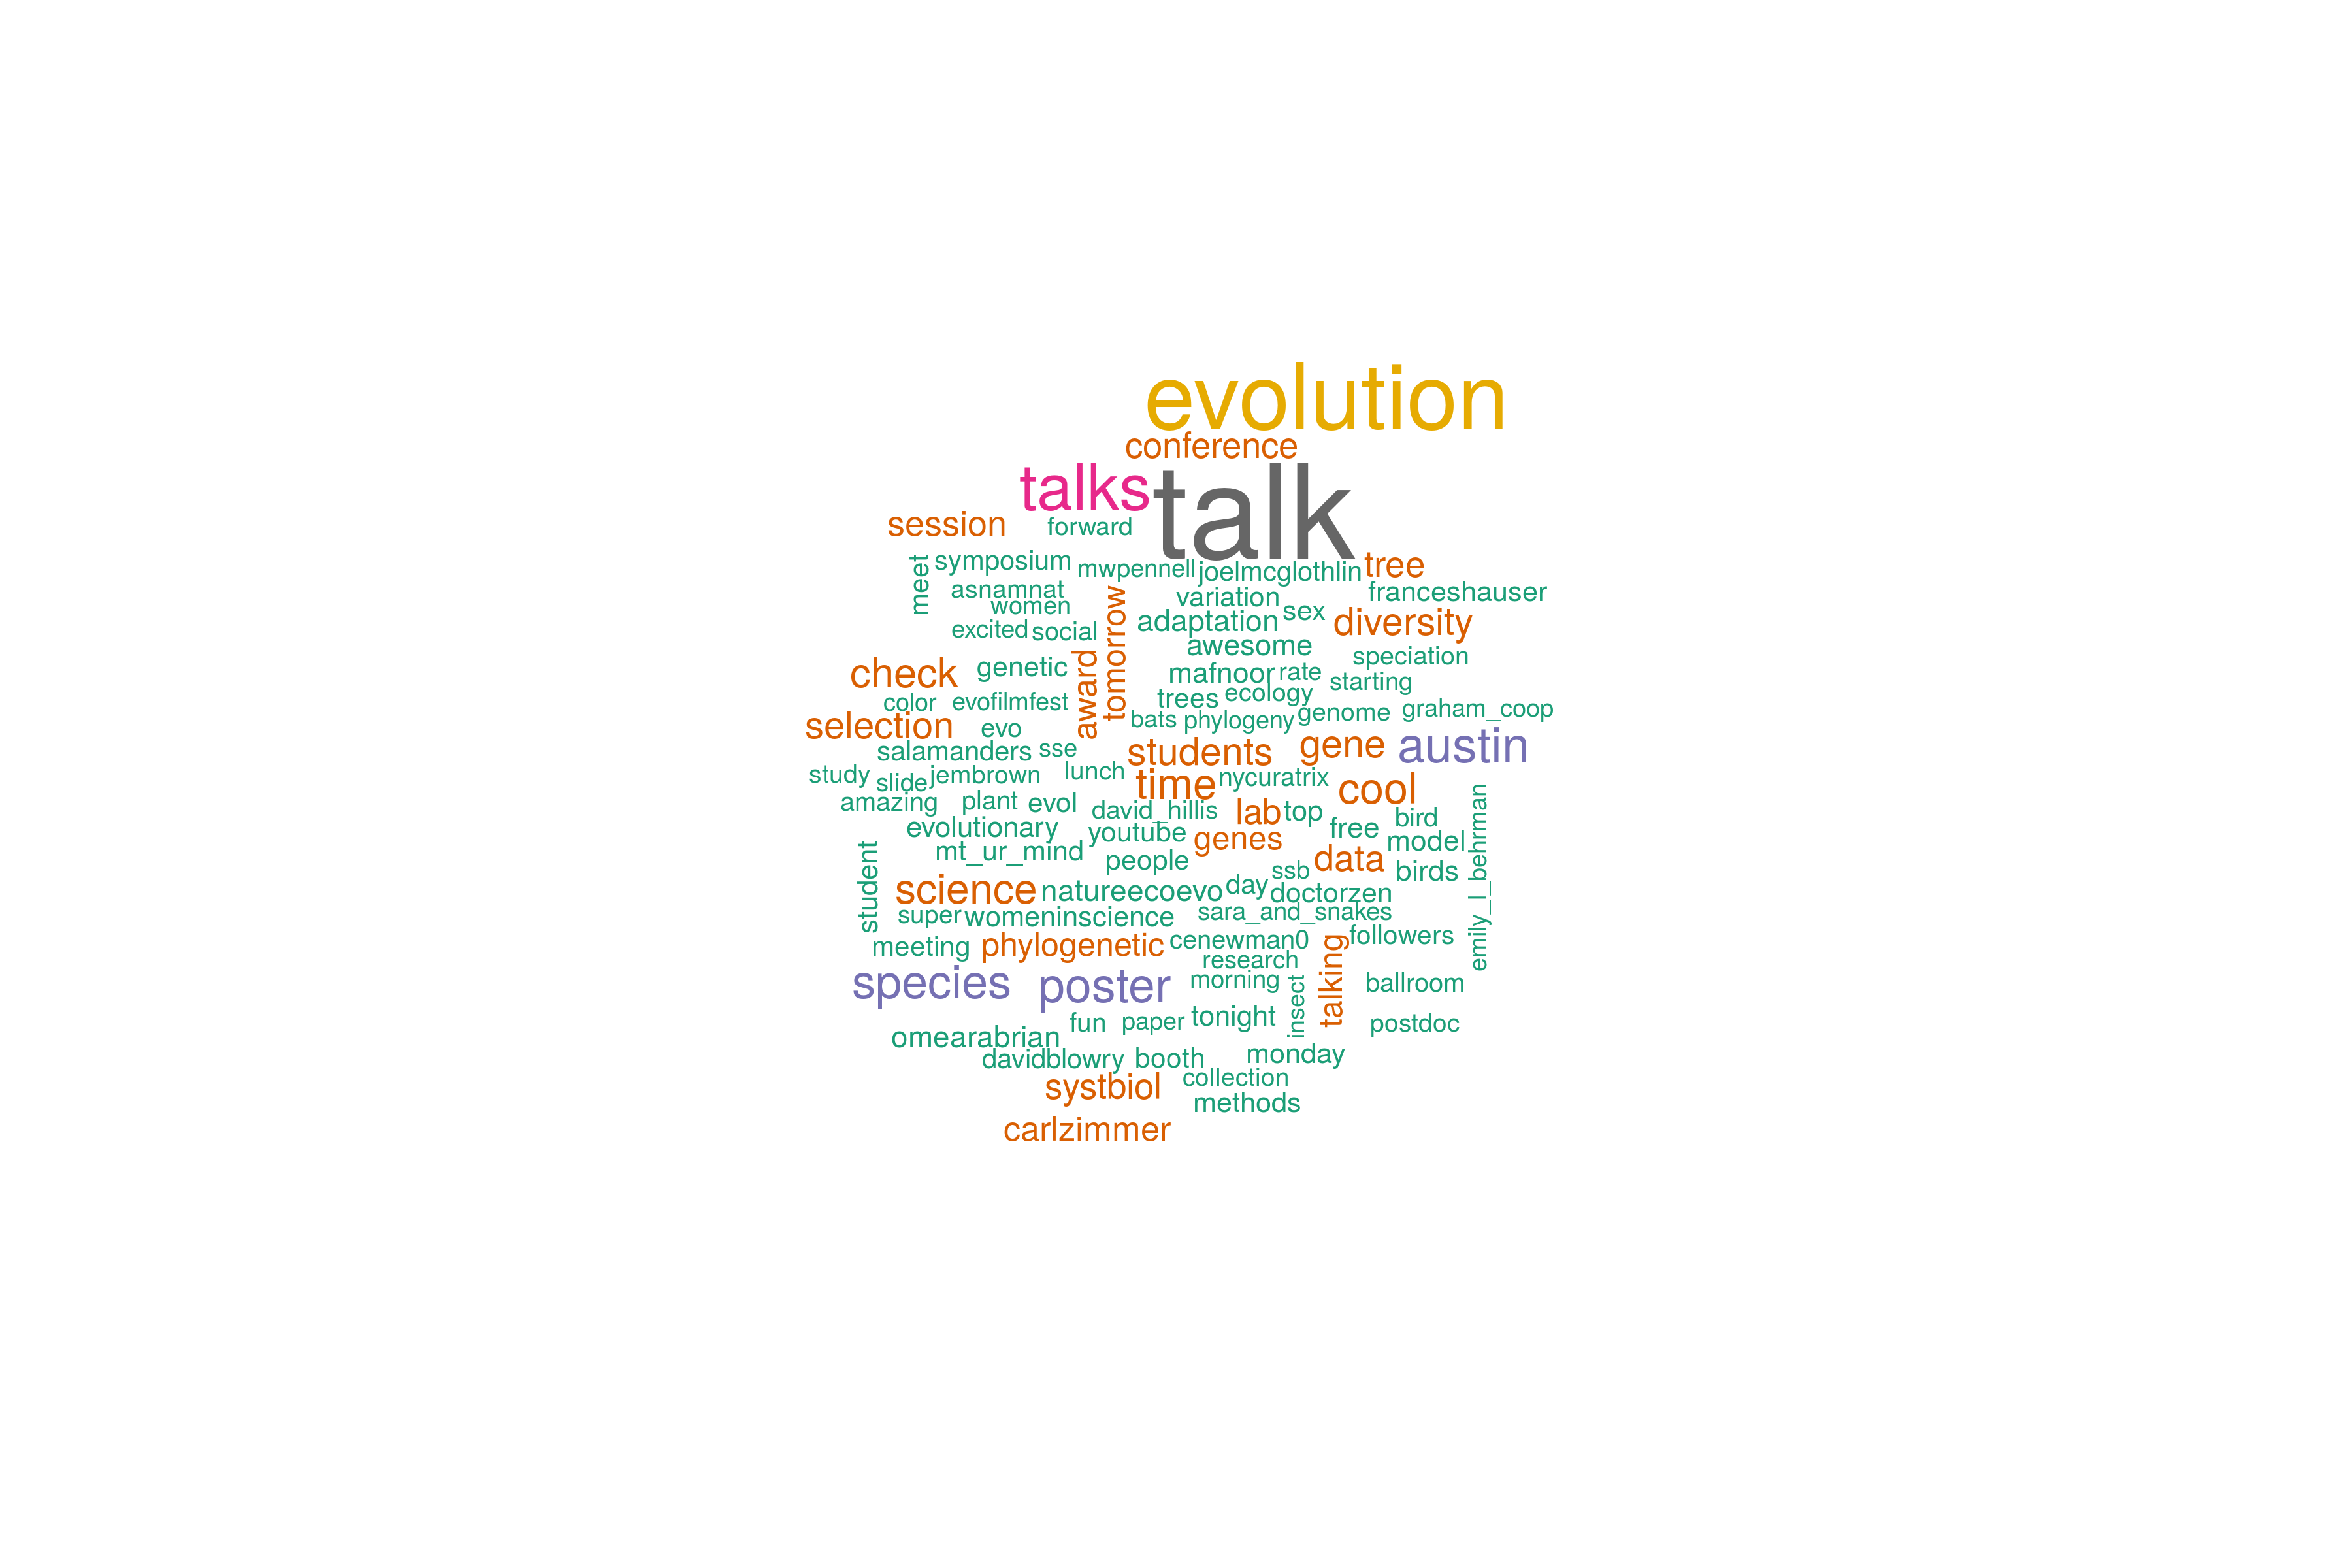 evolution
conference
talks talk
session forward
meet symposium mwpennell joelmcglothlin tree
asnamnat variation franceshauser
women tomorrow adaptation sex diversity
excited social awesome
check genetic award mafnoor rate speciation
color evofilmfest trees ecology starting
selection evo bats phylogeny genome graham_coop
salamanders sse students gene austin
study slide jembrown lunch time nycuratrix cool
amazing plant evol david_hillis lab top bird emily_l_behrman
evolutionary youtube genes free model
student mt_ur_mind people ssb data birds
science natureecoevo day doctorzen
super womeninscience sara_and_snakes
meeting phylogenetic cenewman0 talking followers
research
species poster morning insect ballroom
fun paper tonight postdoc
omearabrian
davidblowry booth monday
systbiol collection
methods
carlzimmer